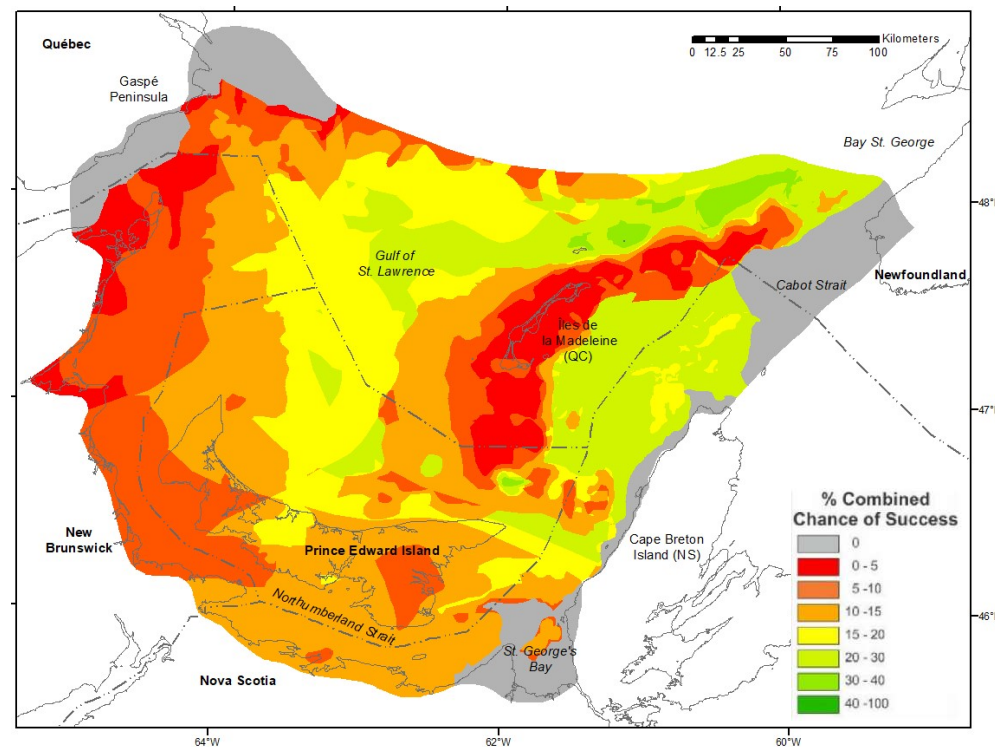 Québec
Kilometers
0 12.5 25 50 75 100
Gaspé
Peninsula
Bay St. George
48°N
Gulf of
St. Lawrence
Newfoundland
Cabot Strait
Îles de
la Madeleine
(QC)
47°N
% Combined
Chance of Success
0
0 - 5
5 -10
10 -15
15 - 20
20 - 30
30 - 40
40 -100
New
Brunswick
Cape Breton
Island (NS)
Prince Edward Island
Northumberland Strait
46°N
St. George's
Bay
Nova Scotia
64°W
62°W
60°W